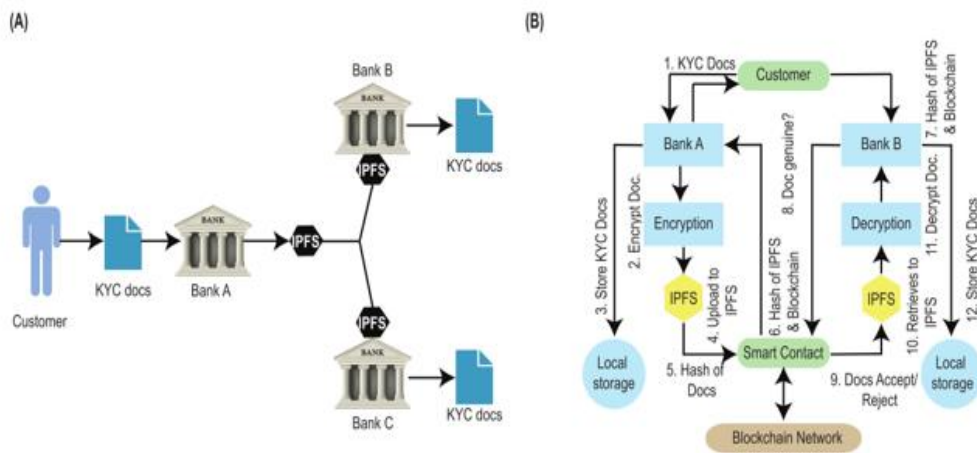 (A)
Bank B
BANK
KYC docs
IPFS
Customer
KYC docs
BANK
Bank A
IPFS
IPFS
BANK
Bank C
KYC docs
(B)
1. KYC Docs
Customer
7. Hash of IPFS
& Blockchain
Bank A
Bank B
8. Doc genuine?
2. Encrypt Doc.
Encryption
Decryption
11. Decrypt Doc.
3. Store KYC Docs
IPFS
4. Upload to
IPFS
6. Hash of IPFS
& Blockchain
IPFS
10. Retrieves to
IPFS
12. Store KYC Docs
Local
storage
5. Hash of
Docs
Smart Contact
9. Docs Accept/
Reject
Local
storage
Blockchain Network